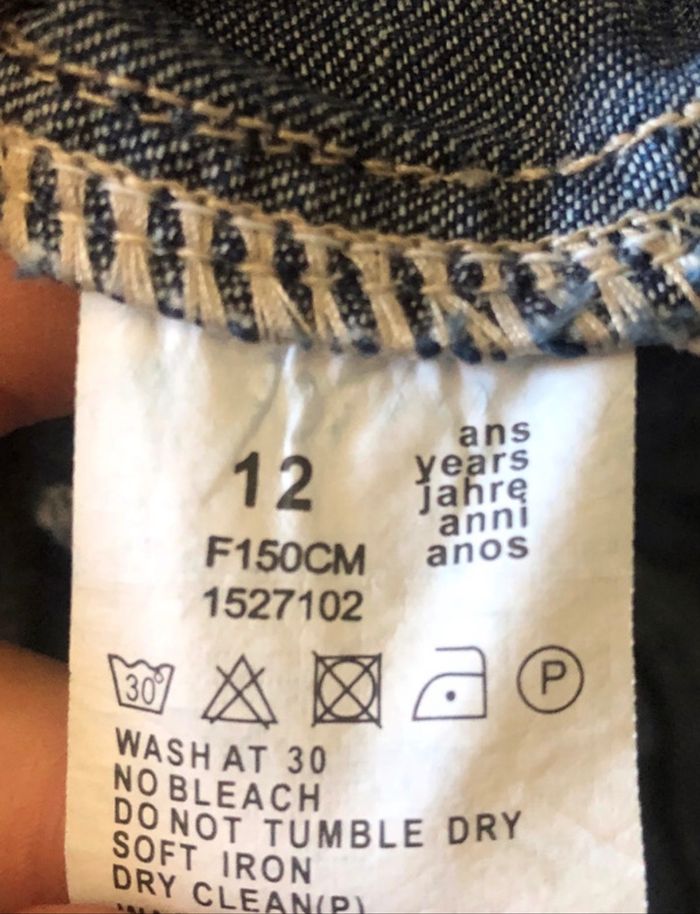 12
F150CM
1527102
ans
years
jahre
anni
anos
30°
P
WASH AT 30
NO BLEACH
DO NOT TUMBLE DRY
SOFT IRON
DRY CLEAN(P)